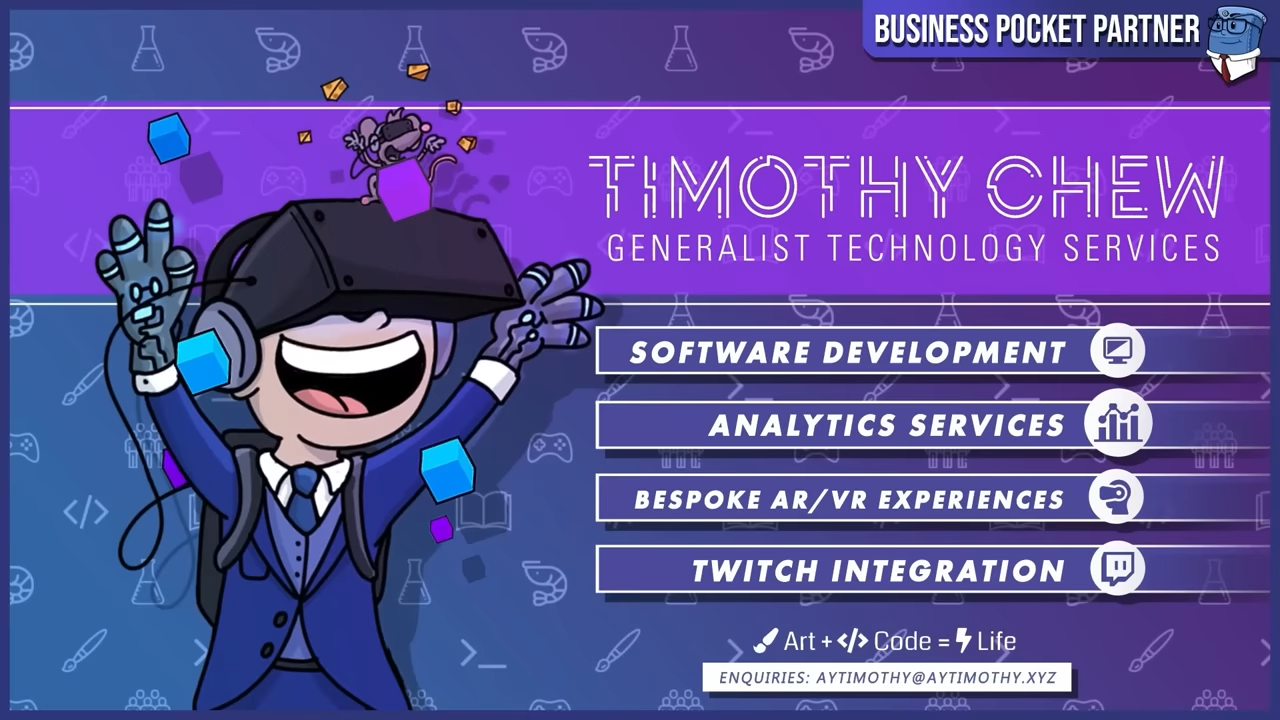 BUSINESS POCKET PARTNER
TIMOTHY CHEW
GENERALIST TECHNOLOGY SERVICES
SOFTWARE DEVELOPMENT
ANALYTICS SERVICES
BESPOKE AR/VR EXPERIENCES
TWITCH INTEGRATION
Art + </> Code = Life
ENQUIRIES: AYTIMOTHY@AYTIMOTHY.XYZ